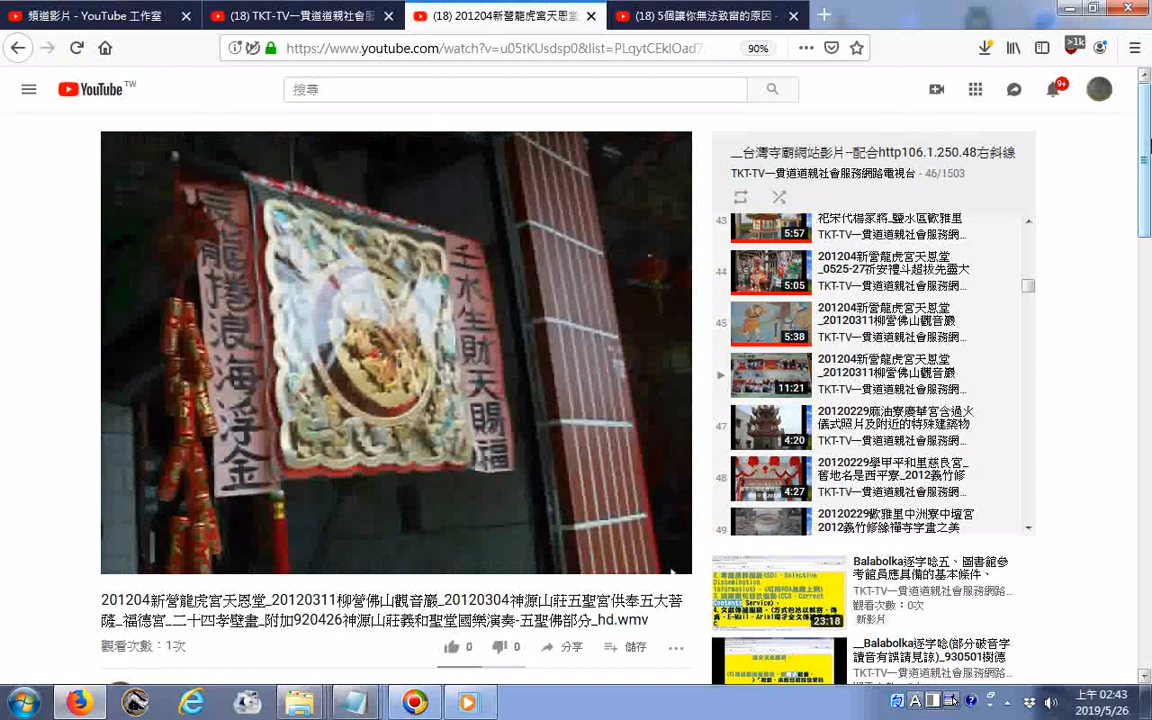 頻道影片 - YouTube 工作室
(18) TKT-TV一貫道道親社會服
(18) 201204新營龍虎宮天恩堂
(18) 5個讓你無法致富的原因 -
https://www.youtube.com/watch?v=u05tKUsdsp0&list=PLqytCEklOad7
90%
>1k
YouTube TW
搜尋
9+
辰龍捲浪海浮金
壬水生財天賜福
__台灣寺廟網站影片--配合http106.1.250.48右斜線
TKT-TV一貫道道親社會服務網路電視台 - 46/1503
43
祀宋代楊家將_鹽水區歡雅里
TKT-TV一貫道道親社會服務網...
5:57
44
201204新營龍虎宮天恩堂
_0525-27祈安禮斗超拔先靈大
TKT-TV一貫道道親社會服務網...
5:05
45
201204新營龍虎宮天恩堂
_20120311柳營佛山觀音巖
TKT-TV一貫道道親社會服務網...
5:38
201204新營龍虎宮天恩堂
_20120311柳營佛山觀音巖
TKT-TV一貫道道親社會服務網...
11:21
47
20120229麻油寮慶華宮含過火
儀式照片及附近的特殊建築物
TKT-TV一貫道道親社會服務網...
4:20
48
20120229學甲平和里慈良宮_
舊地名是西平寮_2012義竹修
TKT-TV一貫道道親社會服務網...
4:27
49
20120229歡雅里中洲寮中壇宮
2012義竹修緣禪寺字畫之美
201204新營龍虎宮天恩堂_20120311柳營佛山觀音巖_20120304神源山莊五聖宮供奉五大菩
薩_福德宮_二十四孝壁畫_附加920426神源山莊義和聖堂國樂演奏-五聖佛部分_hd.wmv
觀看次數：1次
0
0
分享
儲存
Balabolka逐字唸五、圖書館參
考館員應具備的基本條件、
TKT-TV一貫道道親社會服務網...
觀看次數：0次
新影片
23:18
__Balabolka逐字唸(部分破音字
讀音有誤請見諒)_930501樹德
TKT-TV一貫道道親社會服務網...
上午 02:43
2019/5/26